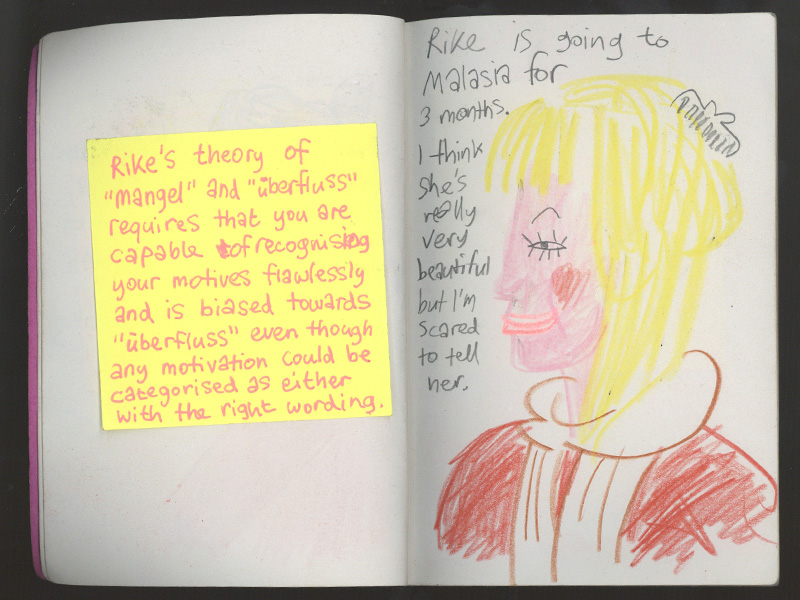 Rike's theory of
"mangel" and "überfluss"
requires that you are
capable of recognising
your motives flawlessly
and is biased towards
"überfluss" even though
any motivation could be
categorised as either
with the right wording.
Rike is going to
Malasia for
3 months.
I think
she's
really
very
beautiful
but I'm
scared
to tell
her.